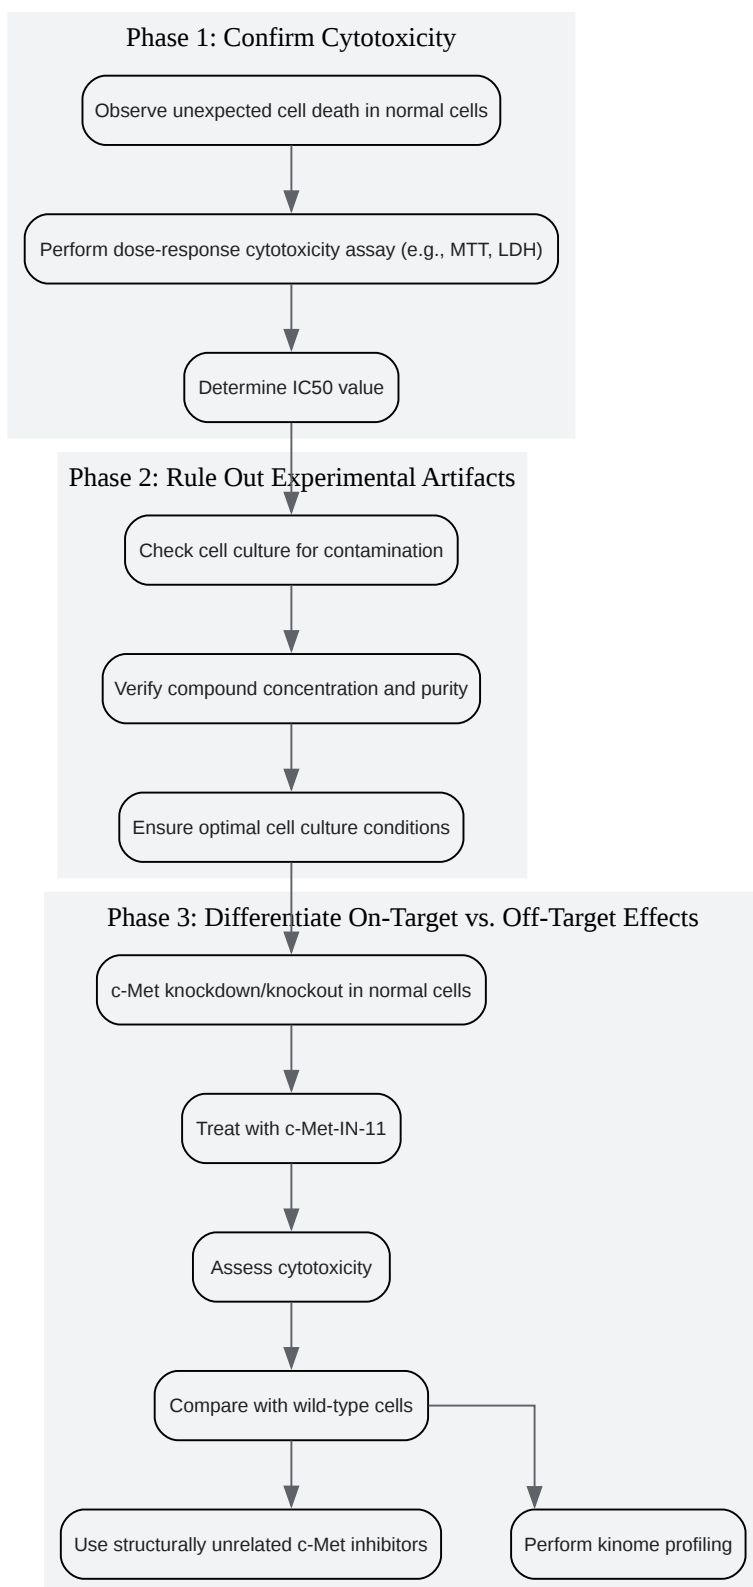 Phase 1: Confirm Cytotoxicity
Observe unexpected cell death in normal cells
Perform dose-response cytotoxicity assay (e.g., MTT, LDH)
Determine IC50 value
Phase 2: Rule Out Experimental Artifacts
Check cell culture for contamination
Verify compound concentration and purity
Ensure optimal cell culture conditions
Phase 3: Differentiate On-Target vs. Off-Target Effects
c-Met knockdown/knockout in normal cells
Treat with c-Met-IN-11
Assess cytotoxicity
Compare with wild-type cells
Use structurally unrelated c-Met inhibitors
Perform kinome profiling